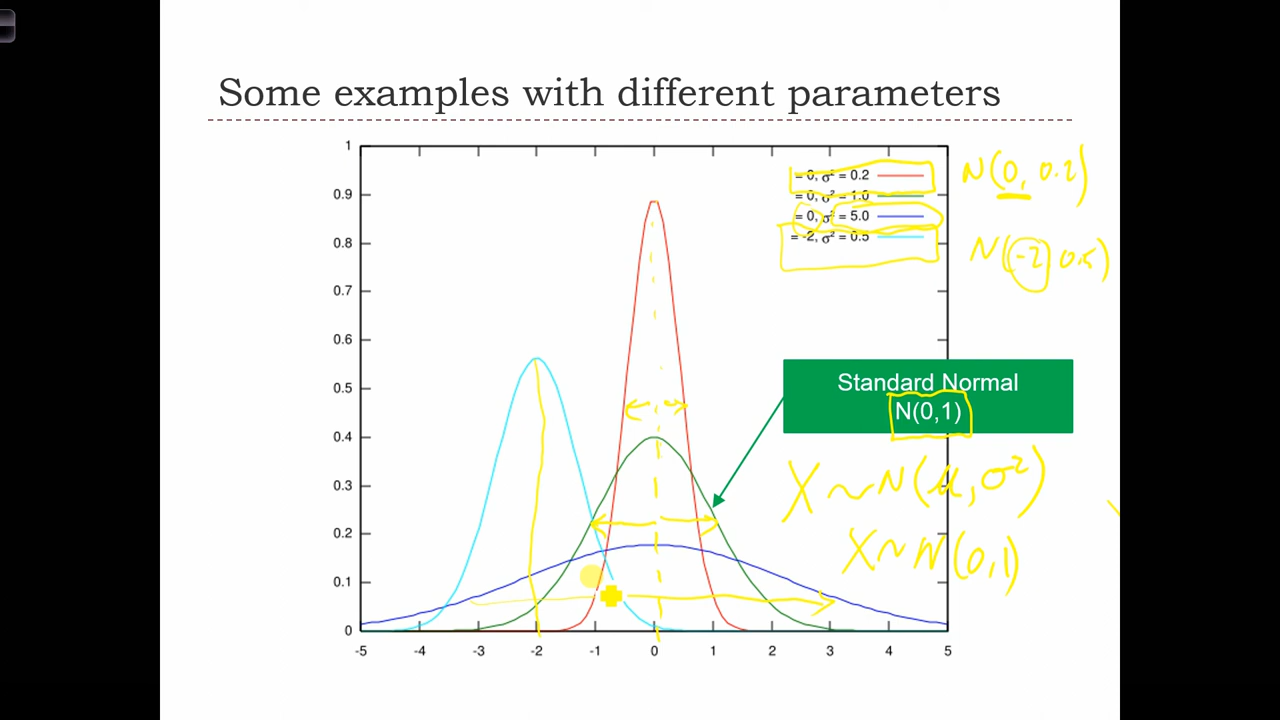 Some examples with different parameters
1
0.9
0.8
0.7
0.6
0.5
0.4
0.3
0.2
0.1
0
-5 -4 -3 -2 -1 0 1 2 3 4 5
= 0, σ² = 0.2
= 0, σ² = 1.0
= 0, σ² = 5.0
= -2, σ² = 0.5
N(0, 0.2)
N(-2) 0.5)
Standard Normal
N(0,1)
X ~ N(μ, σ²)
X ~ N(0,1)